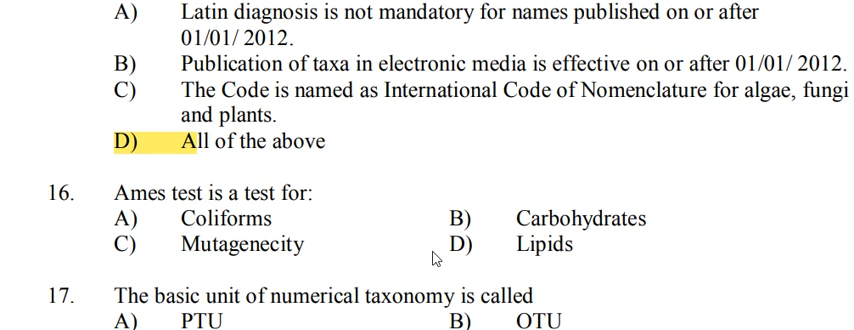 A) Latin diagnosis is not mandatory for names published on or after
01/01/ 2012.
B) Publication of taxa in electronic media is effective on or after 01/01/ 2012.
C) The Code is named as International Code of Nomenclature for algae, fungi
and plants.
D) All of the above
16. Ames test is a test for:
A) Coliforms B) Carbohydrates
C) Mutagenecity D) Lipids
17. The basic unit of numerical taxonomy is called
A) PTU B) OTU